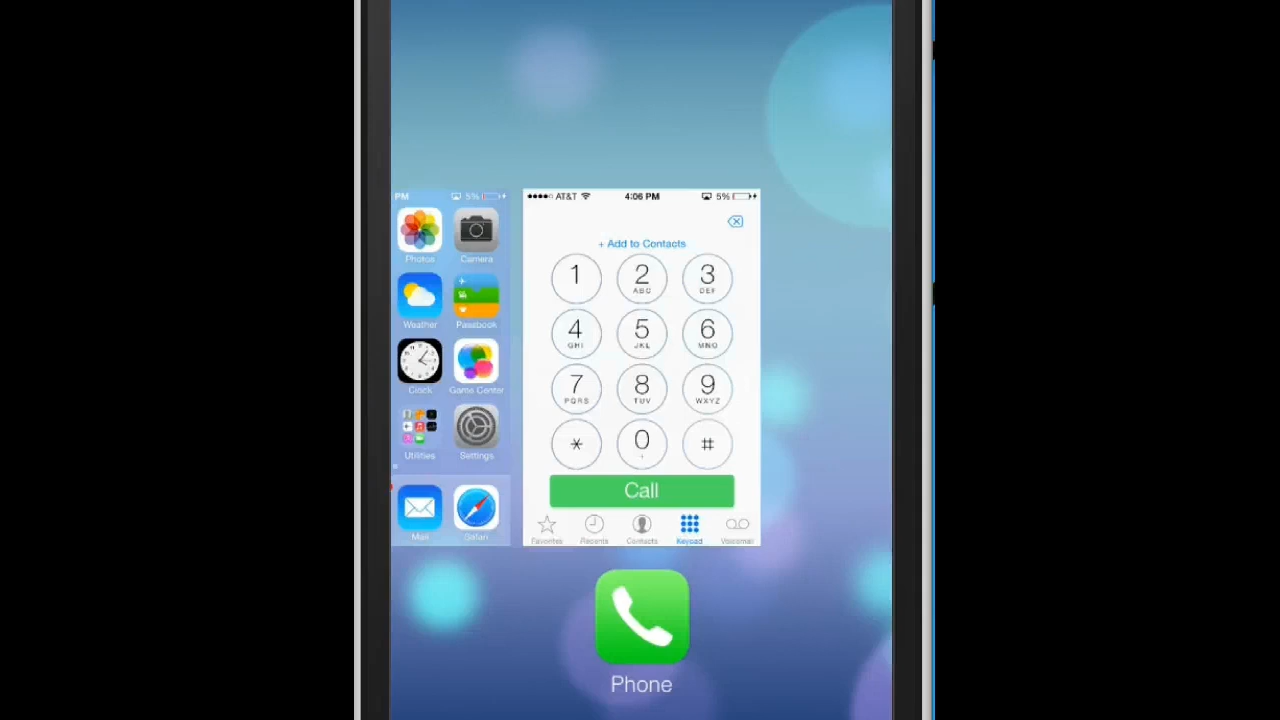 PM 5%
Photos Camera
Weather Passbook
Clock Game Center
Utilities Settings
Mail Safari
AT&T 4:06 PM 5%
+ Add to Contacts
1 2 3
ABC DEF
4 5 6
GHI JKL MNO
7 8 9
PQRS TUV WXYZ
* 0 #
+
Call
Favorites Recents Contacts Keypad Voicemail
Phone